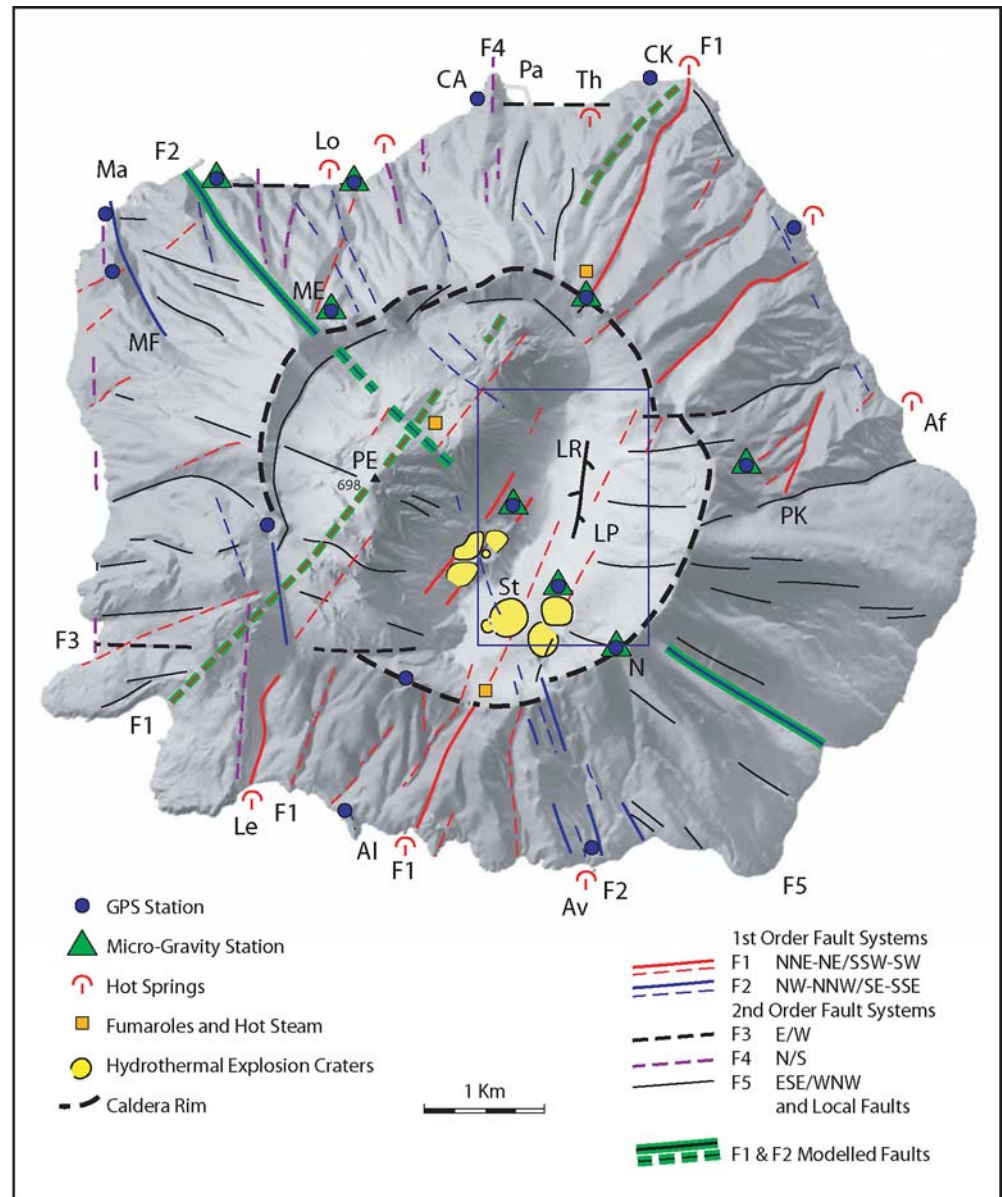 F4
Pa
CK
F1
CA
Th
Lo
F2
Ma
ME
MF
Af
PE
698
LR
LP
PK
St
F3
N
F1
Le
F1
Al
F1
Av
F2
F5
GPS Station
Micro-Gravity Station
Hot Springs
Fumaroles and Hot Steam
Hydrothermal Explosion Craters
Caldera Rim
1 Km
1st Order Fault Systems
F1 NNE-NE/SSW-SW
F2 NW-NNW/SE-SSE
2nd Order Fault Systems
F3 E/W
F4 N/S
F5 ESE/WNW
and Local Faults
F1 & F2 Modelled Faults